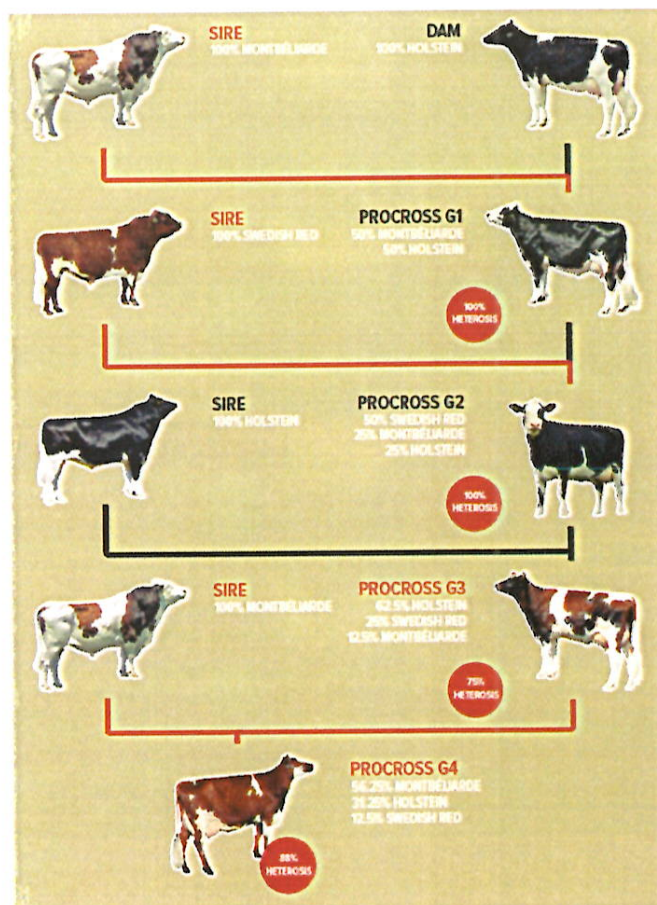 SIRE
100% MONTBÉLIARDE
DAM
100% HOLSTEIN
SIRE
100% SWEDISH RED
PROCROSS G1
50% MONTBÉLIARDE
50% HOLSTEIN
100%
HETEROSIS
SIRE
100% HOLSTEIN
PROCROSS G2
50% SWEDISH RED
25% MONTBÉLIARDE
25% HOLSTEIN
100%
HETEROSIS
SIRE
100% MONTBÉLIARDE
PROCROSS G3
62.5% HOLSTEIN
25% SWEDISH RED
12.5% MONTBÉLIARDE
75%
HETEROSIS
PROCROSS G4
56.25% MONTBÉLIARDE
31.25% HOLSTEIN
12.5% SWEDISH RED
88%
HETEROSIS